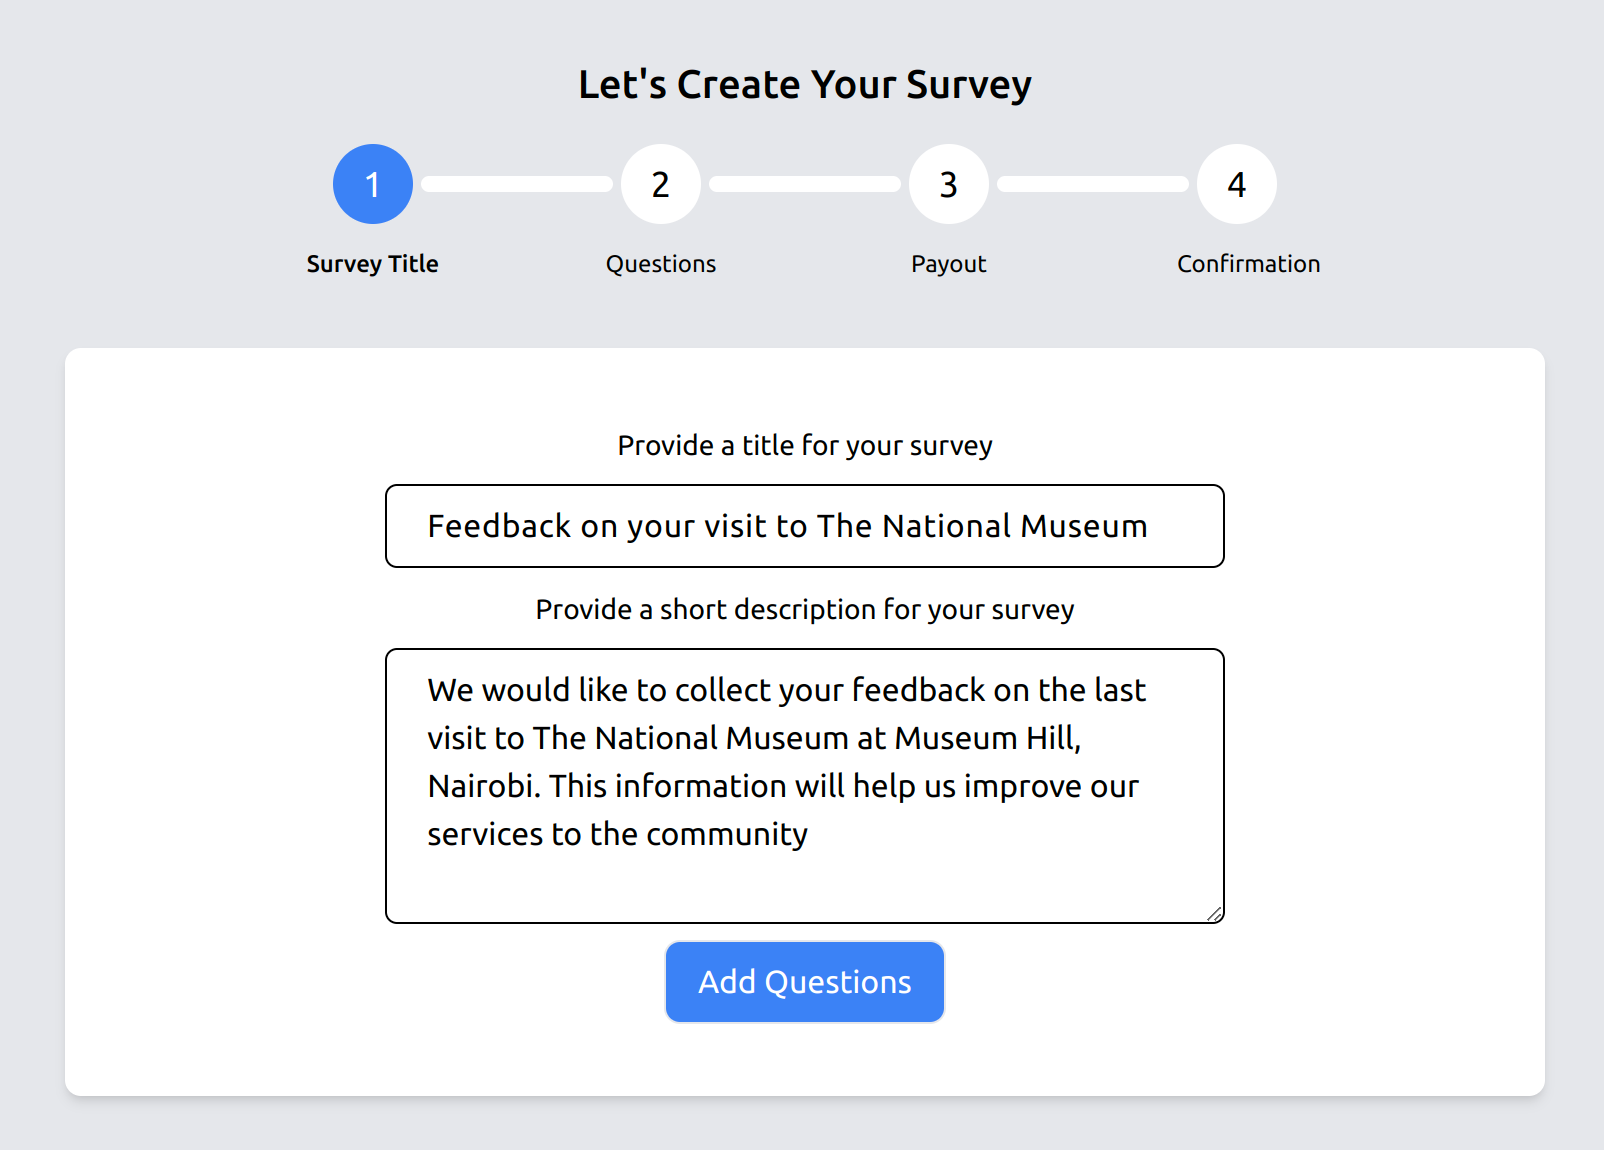 Let's Create Your Survey
1
2
3
4
Survey Title
Questions
Payout
Confirmation
Provide a title for your survey
Feedback on your visit to The National Museum
Provide a short description for your survey
We would like to collect your feedback on the last
visit to The National Museum at Museum Hill,
Nairobi. This information will help us improve our
services to the community
Add Questions